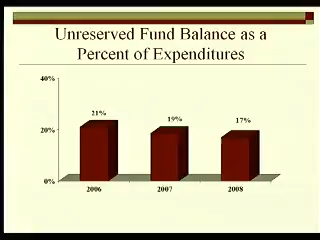 Unreserved Fund Balance as a
Percent of Expenditures
40%
21%
19%
17%
20%
0%
2006 2007 2008